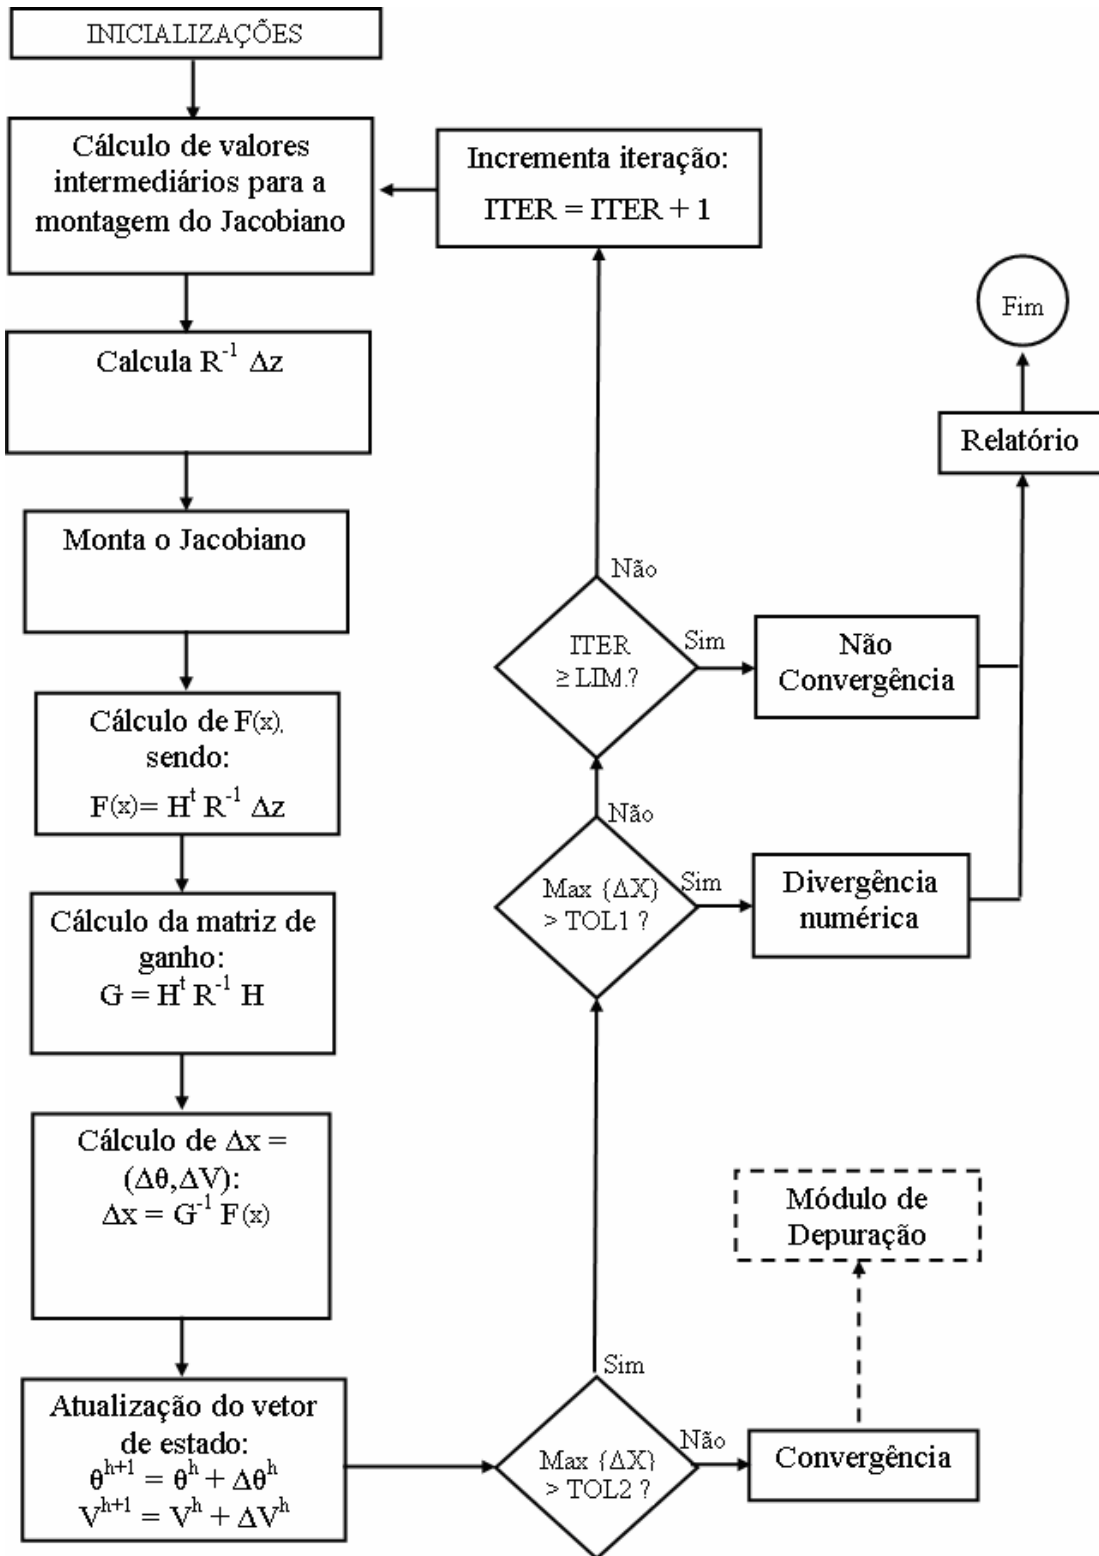 INICIALIZAÇÕES
Cálculo de valores
intermediários para a
montagem do Jacobiano
Calcula R⁻¹ Δz
Monta o Jacobiano
Cálculo de F(x),
sendo:
F(x)= Hᵗ R⁻¹ Δz
Cálculo da matriz de
ganho:
G = Hᵗ R⁻¹ H
Cálculo de Δx =
(Δθ,ΔV):
Δx = G⁻¹ F(x)
Atualização do vetor
de estado:
θʰ⁺¹ = θʰ + Δθʰ
Vʰ⁺¹ = Vʰ + ΔVʰ
Max {ΔX}
> TOL2 ?
Não
Convergência
Módulo de
Depuração
Sim
Max {ΔX}
> TOL1 ?
Sim
Divergência
numérica
Não
ITER
≥ LIM.?
Sim
Não
Convergência
Não
Incrementa iteração:
ITER = ITER + 1
Relatório
Fim